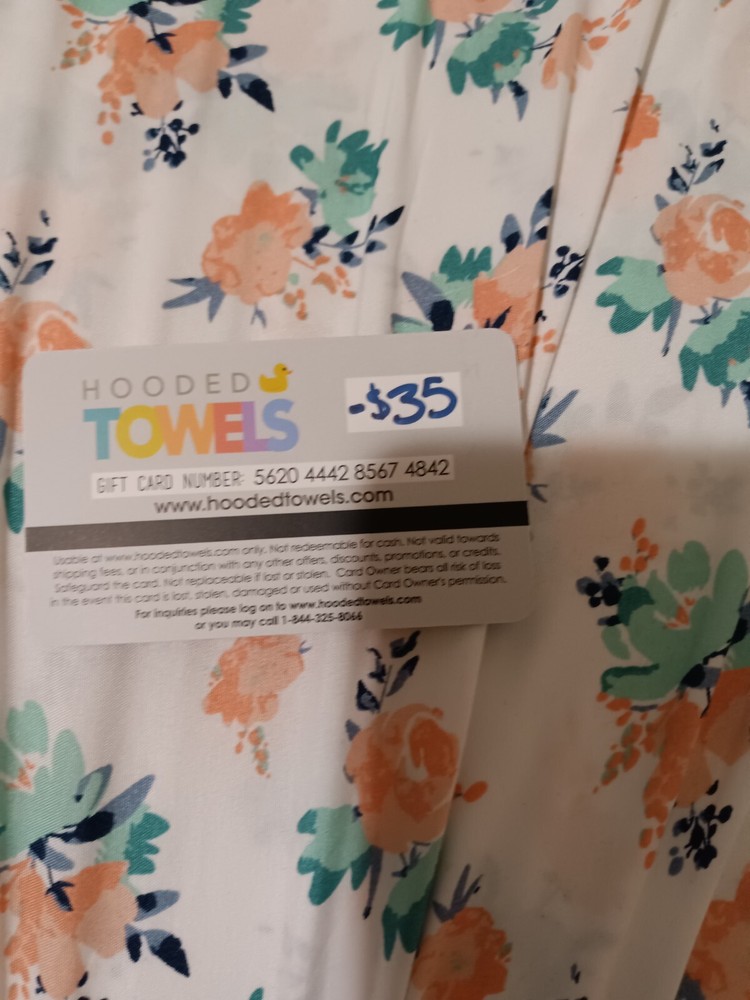 HOODED
TOWELS
-$35
GIFT CARD NUMBER: 5620 4442 8567 4842
www.hoodedtowels.com
Usable at www.hoodedtowels.com only. Not redeemable for cash. Not valid towards
shipping fees, or in conjunction with any other offers, discounts, promotions, or credits.
Safeguard the card. Not replaceable if lost or stolen. Card Owner bears all risk of loss
in the event this card is lost, stolen, damaged or used without Card Owner's permission.
For inquiries please log on to www.hoodedtowels.com
or you may call 1-844-325-8066